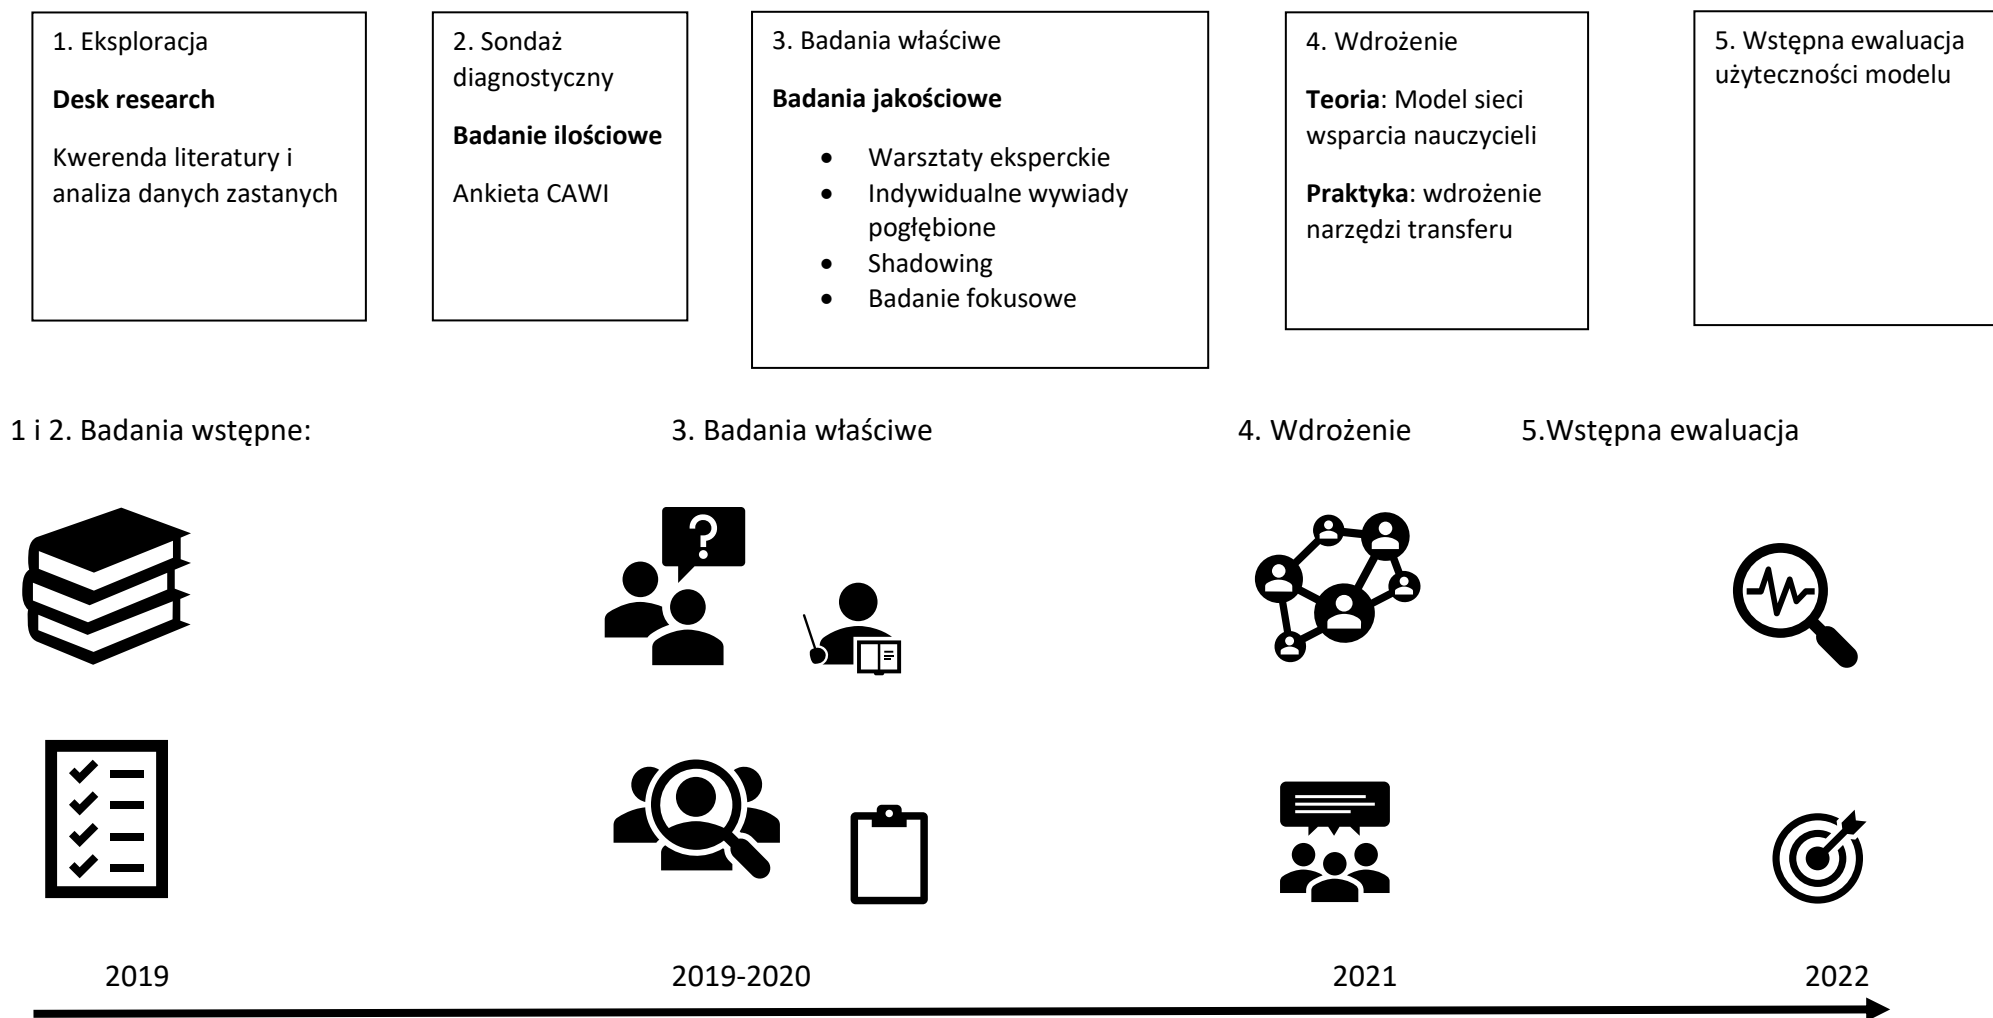 1. Eksploracja
Desk research
Kwerenda literatury i
analiza danych zastanych
2. Sondaż
diagnostyczny
Badanie ilościowe
Ankieta CAWI
3. Badania właściwe
Badania jakościowe
• Warsztaty eksperckie
• Indywidualne wywiady
pogłębione
• Shadowing
• Badanie fokusowe
4. Wdrożenie
Teoria: Model sieci
wsparcia nauczycieli
Praktyka: wdrożenie
narzędzi transferu
5. Wstępna ewaluacja
użyteczności modelu
1 i 2. Badania wstępne:
3. Badania właściwe
4. Wdrożenie
5.Wstępna ewaluacja
?
2019
2019-2020
2021
2022